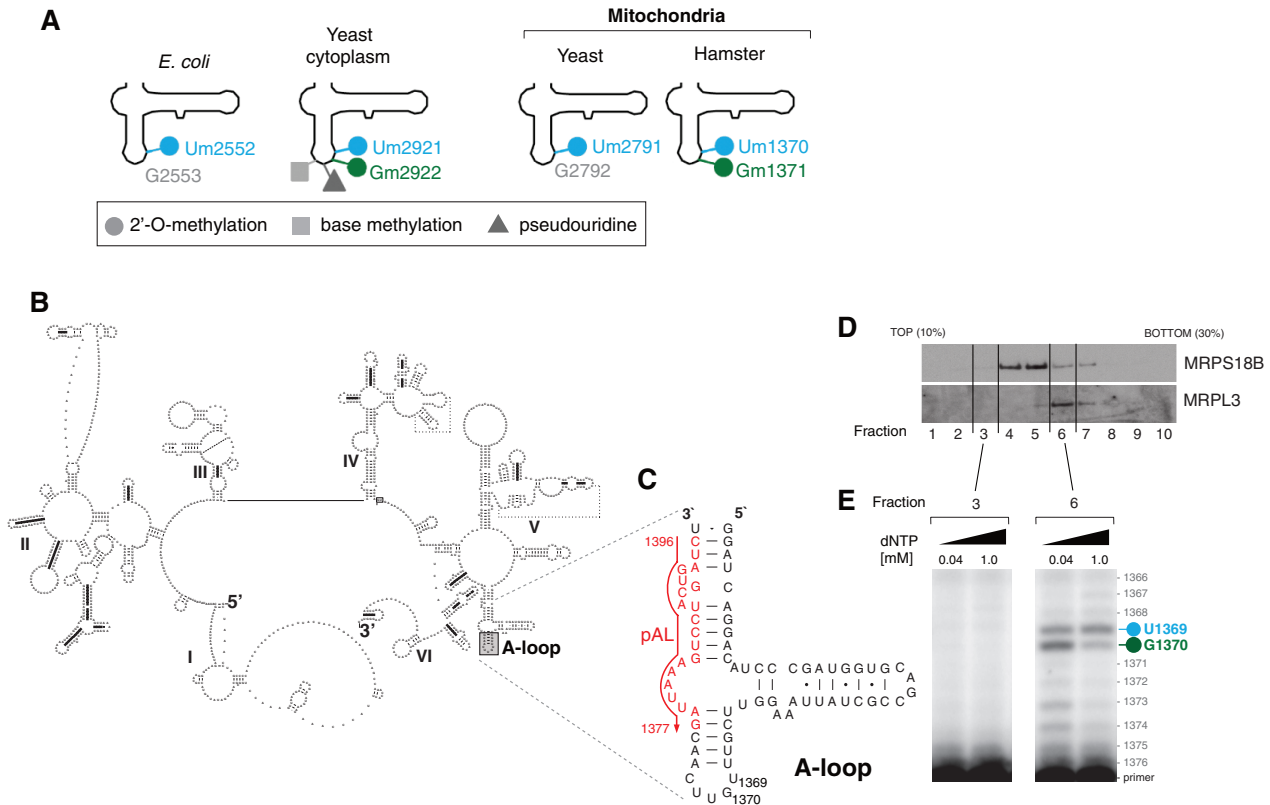 A
E. coli
Yeast
cytoplasm
Mitochondria
Yeast
Hamster
Um2552
G2553
Um2921
Gm2922
Um2791
G2792
Um1370
Gm1371
2'-O-methylation
base methylation
pseudouridine
B
II
III
IV
V
I
5'
3'
VI
A-loop
C
3` 5`
1396
pAL
1377
U · G
C G
U A
A U
G
U
C
A
C
G A
U G
C G
C A
U C
G
A
A
A
U
U
U
A U C C C G A U G G U G C A
G
U U G G A U U A U C G C C
A A
A U
G C
C G
A U
A U
C U
U U G
1369
1370
A-loop
D
TOP (10%)
BOTTOM (30%)
MRPS18B
MRPL3
Fraction 1 2 3 4 5 6 7 8 9 10
E
Fraction 3 6
dNTP
[mM] 0.04 1.0 0.04 1.0
1366
1367
1368
U1369
G1370
1371
1372
1373
1374
1375
1376
primer